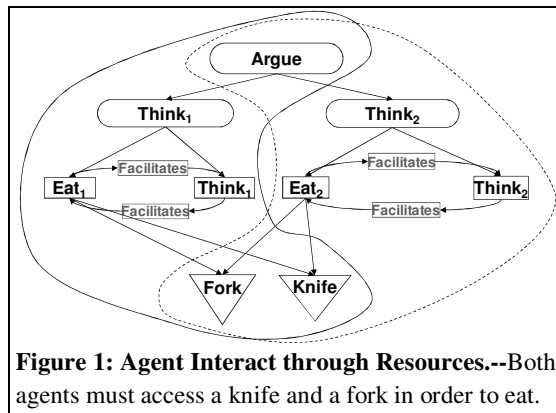 Argue
Think₁ Think₂
Facilitates Facilitates
Eat₁ Think₁ Eat₂ Think₂
Facilitates Facilitates
Fork Knife
Figure 1: Agent Interact through Resources.--Both
agents must access a knife and a fork in order to eat.